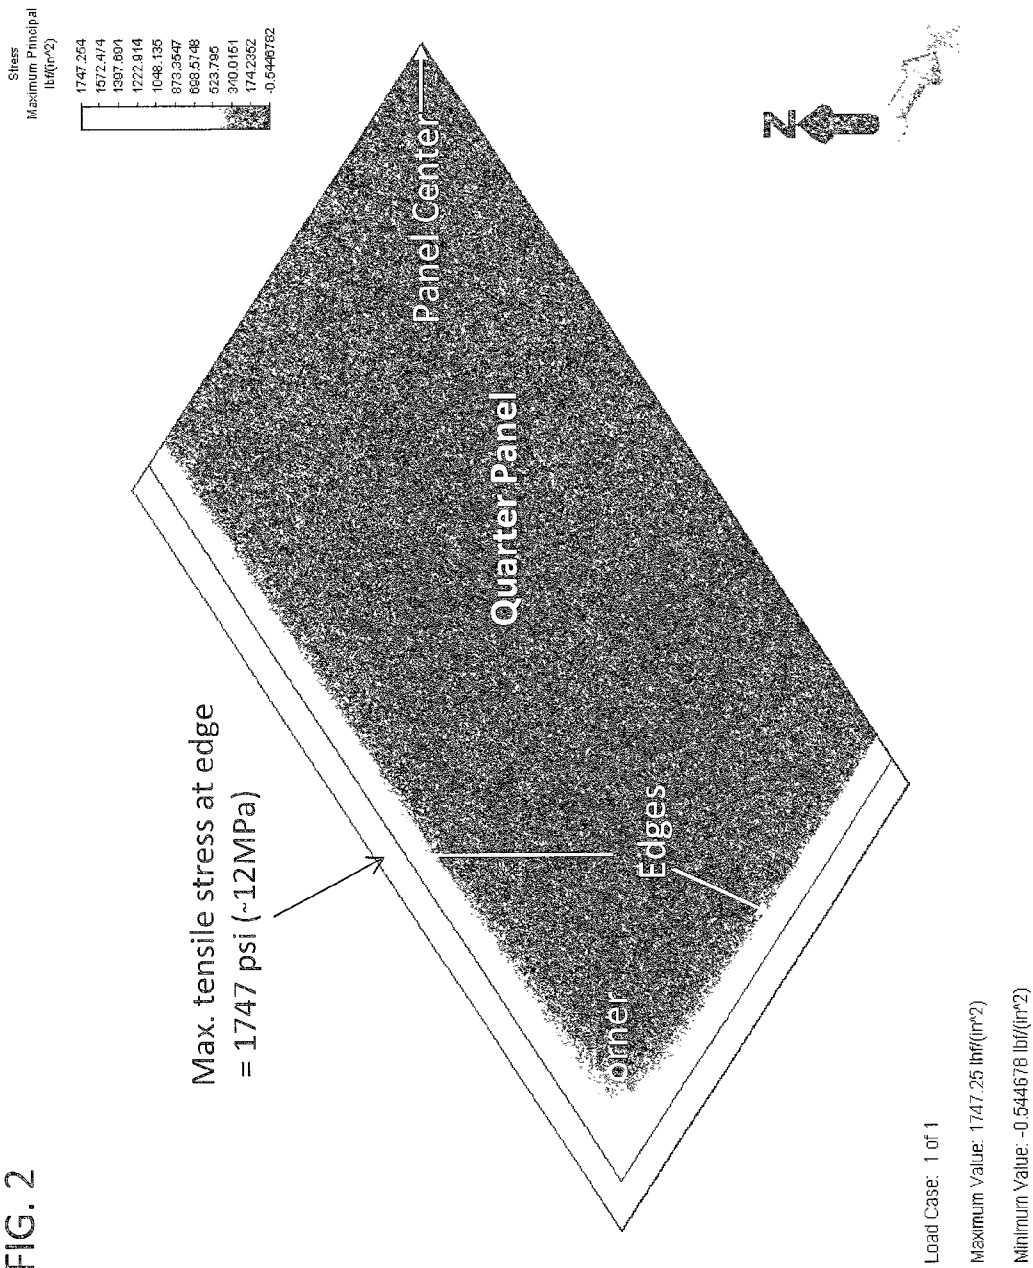 FIG. 2
Stress
Maximum Principal
lbf/(in^2)
1747.254
1572.474
1397.694
1222.914
1048.135
873.3547
698.5748
523.795
349.0151
174.2352
-0.5446782
Max. tensile stress at edge
= 1747 psi (~12MPa)
Panel Center
Quarter Panel
Edges
orner
Z
Load Case: 1 of 1
Maximum Value: 1747.25 lbf/(in^2)
Minimum Value: -0.544678 lbf/(in^2)